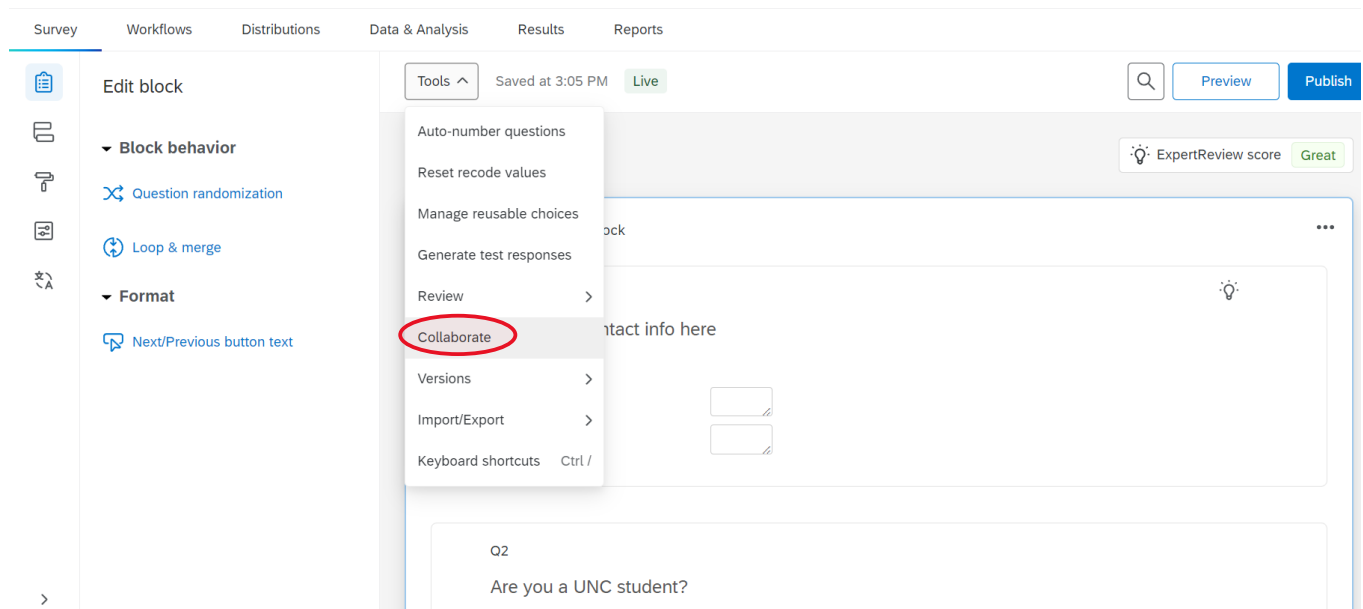 Survey Workflows Distributions Data & Analysis Results Reports
Edit block
Tools Saved at 3:05 PM Live
Preview
Publish
Block behavior
Question randomization
Loop & merge
Format
Next/Previous button text
Auto-number questions
Reset recode values
Manage reusable choices
Generate test responses
Review
Collaborate
Versions
Import/Export
Keyboard shortcuts Ctrl /
ExpertReview score Great
info here
Q2
Are you a UNC student?